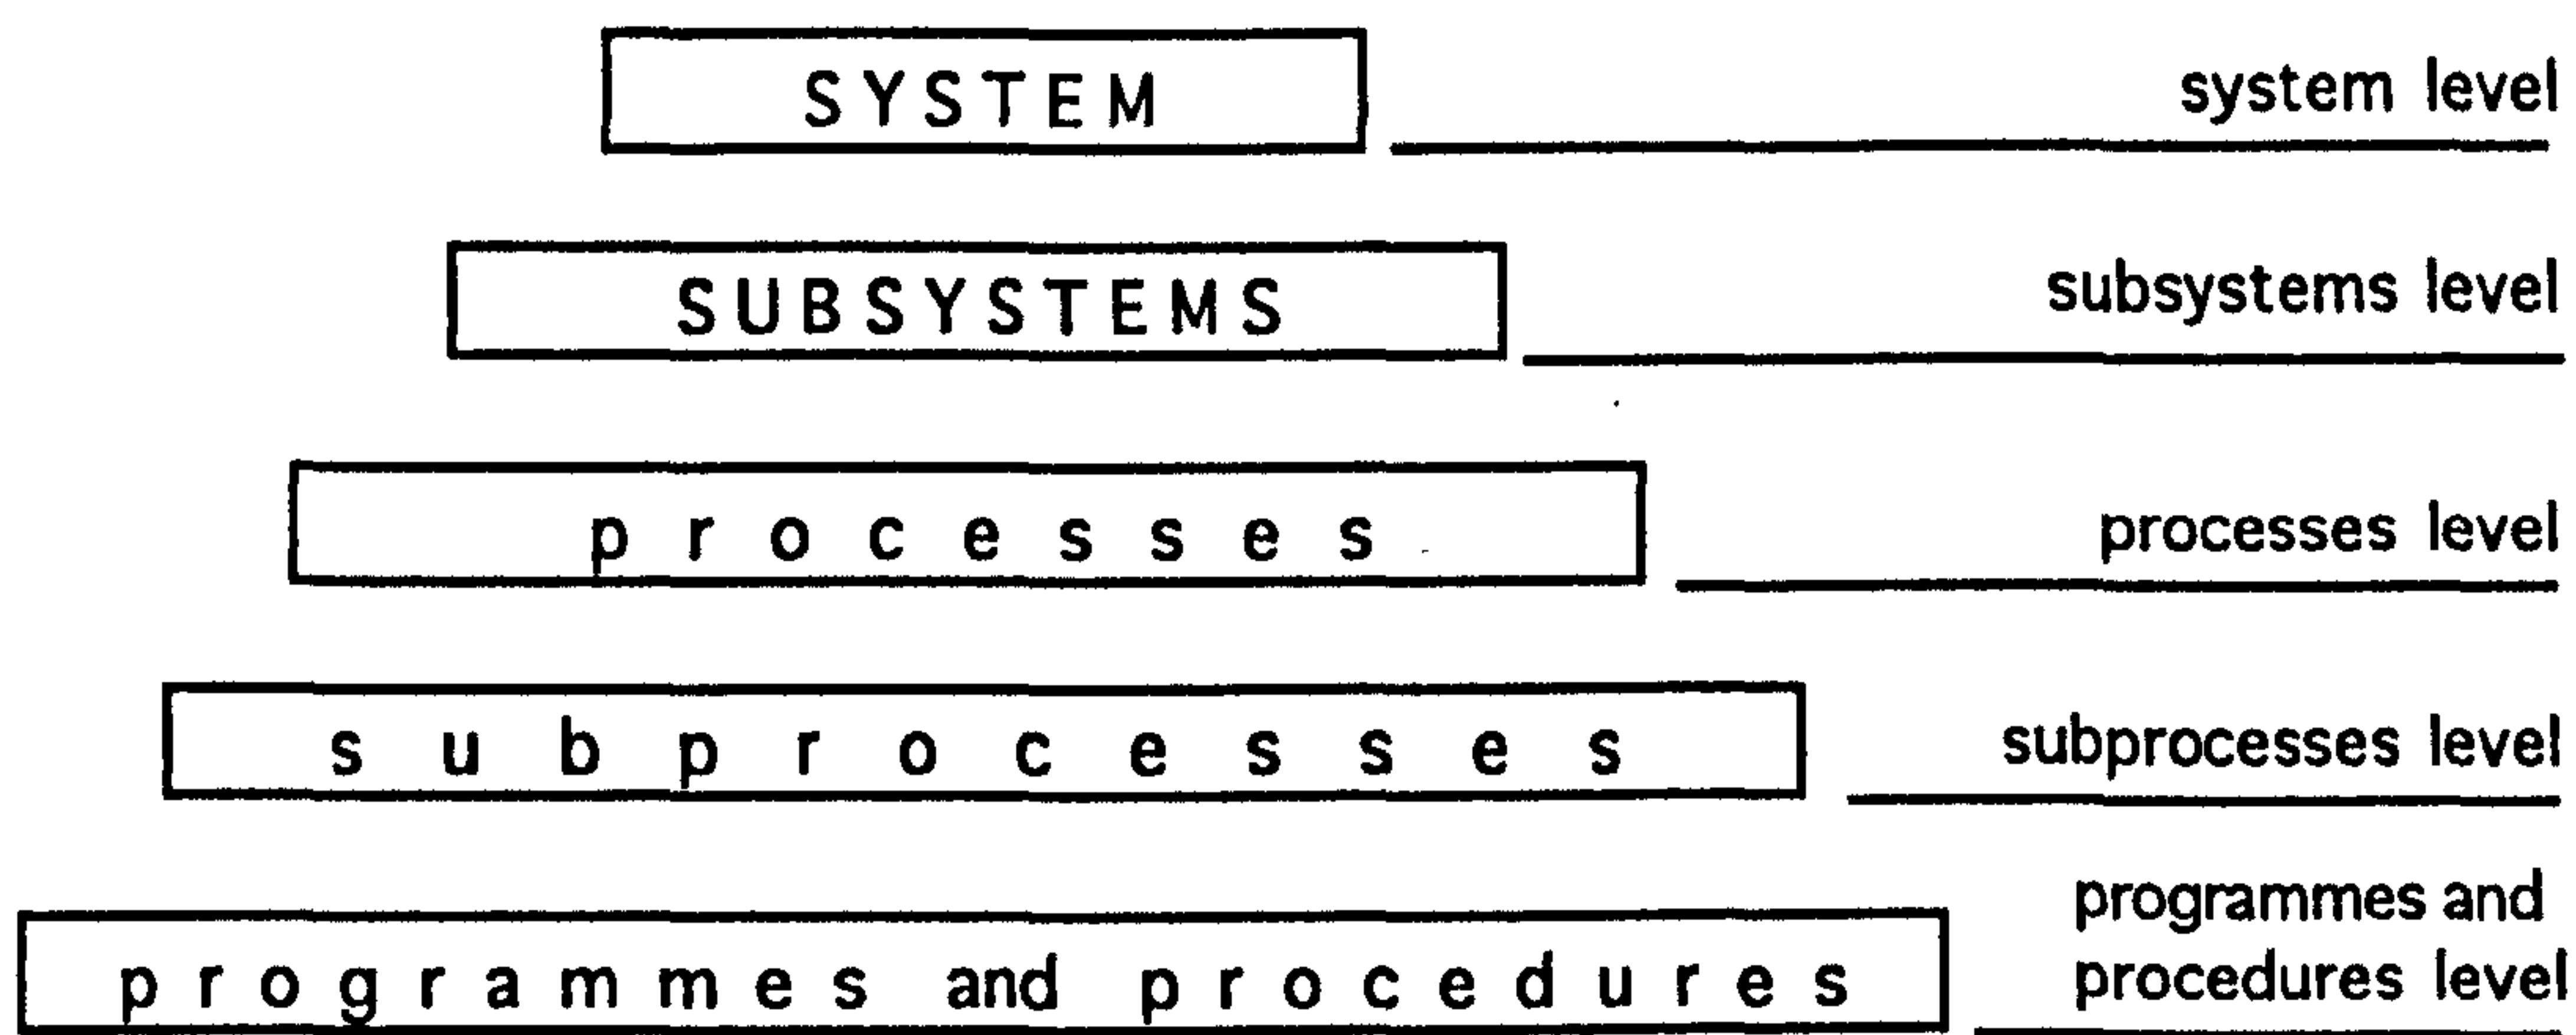 SYSTEM
system level
SUBSYSTEMS
subsystems level
processes
processes level
subprocesses
subprocesses level
programmes and procedures
programmes and
procedures level